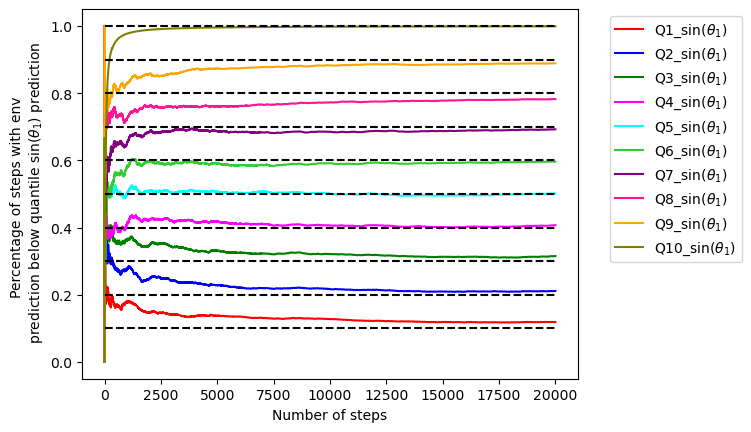 Percentage of steps with env
prediction below quantile sin(θ₁) prediction
1.0
0.8
0.6
0.4
0.2
0.0
0
2500
5000
7500
10000
12500
15000
17500
20000
Number of steps
Q1_sin(θ₁)
Q2_sin(θ₁)
Q3_sin(θ₁)
Q4_sin(θ₁)
Q5_sin(θ₁)
Q6_sin(θ₁)
Q7_sin(θ₁)
Q8_sin(θ₁)
Q9_sin(θ₁)
Q10_sin(θ₁)